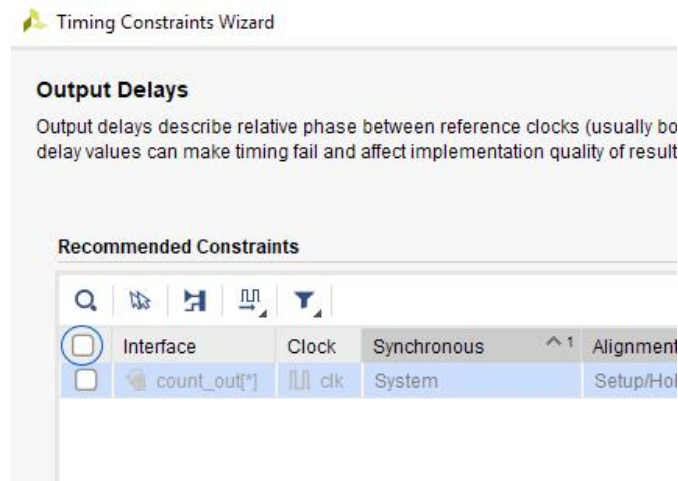 Timing Constraints Wizard
Output Delays
Output delays describe relative phase between reference clocks (usually bo
delay values can make timing fail and affect implementation quality of result
Recommended Constraints
Interface Clock Synchronous 1 Alignment
count_out[*] clk System Setup/Hol